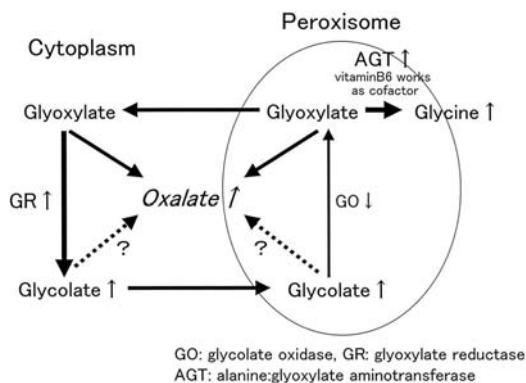 Peroxisome
Cytoplasm
AGT ↑
vitaminB6 works
as cofactor
Glyoxylate
Glyoxylate
Glycine ↑
Oxalate ↑
GR ↑
GO ↓
?
?
Glycolate ↑
Glycolate ↑
GO: glycolate oxidase, GR: glyoxylate reductase
AGT: alanine:glyoxylate aminotransferase